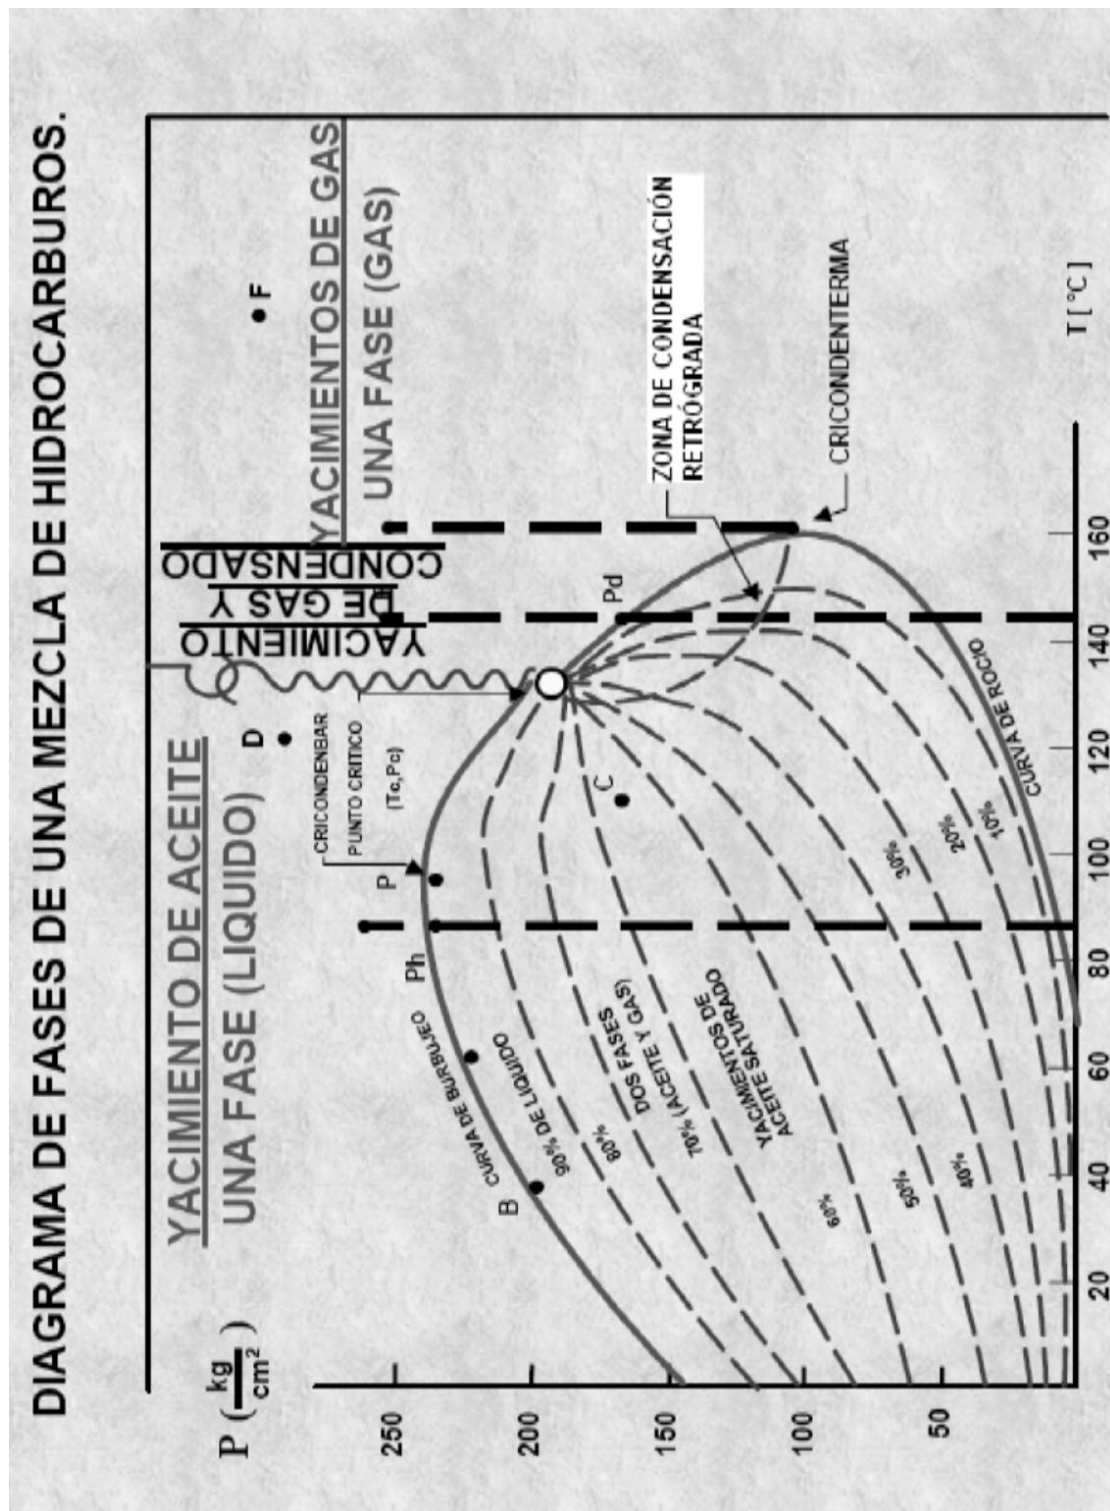 DIAGRAMA DE FASES DE UNA MEZCLA DE HIDROCARBUROS.
P ( kg
cm² )
YACIMIENTO DE ACEITE
UNA FASE (LIQUIDO)
D
YACIMIENTO
DE GAS Y
CONDENSADO
F
YACIMIENTOS DE GAS
UNA FASE (GAS)
CRICONDENBAR
PUNTO CRITICO
(Tc,Pc)
P
Ph
C
Pd
B
ZONA DE CONDENSACIÓN
RETRÓGRADA
CRICONDENTERMA
CURVA DE BURBUJEO
90% DE LIQUIDO
80%
DOS FASES
70% (ACEITE Y GAS)
YACIMIENTOS DE
ACEITE SATURADO
60%
50%
40%
30%
20%
10%
CURVA DE ROCIO
250
200
150
100
50
20
40
60
80
100
120
140
160
T [ °C ]